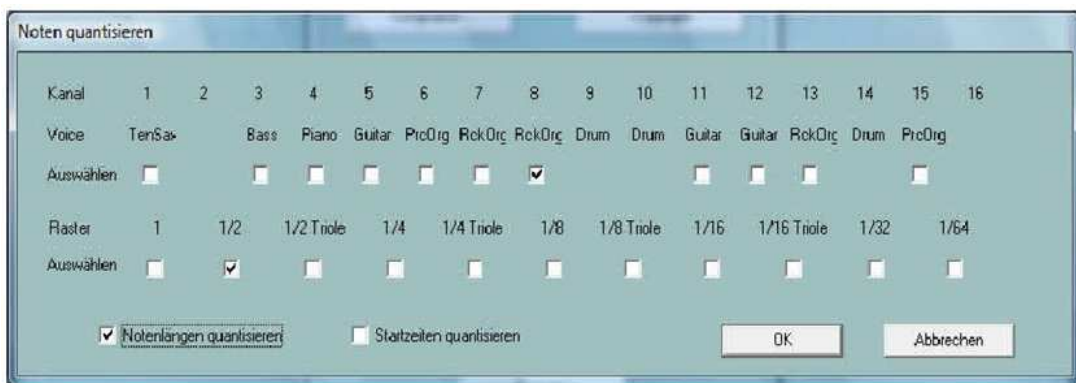 Noten quantisieren
Kanal 1 2 3 4 5 6 7 8 9 10 11 12 13 14 15 16
Voice TenSax Bass Piano Guitar PrcOrg RckOrg RckOrg Drum Drum Guitar Guitar RckOrg Drum PrcOrg
Auswählen
Raster 1 1/2 1/2 Triole 1/4 1/4 Triole 1/8 1/8 Triole 1/16 1/16 Triole 1/32 1/64
Auswählen
Notenlängen quantisieren Startzeiten quantisieren OK Abbrechen